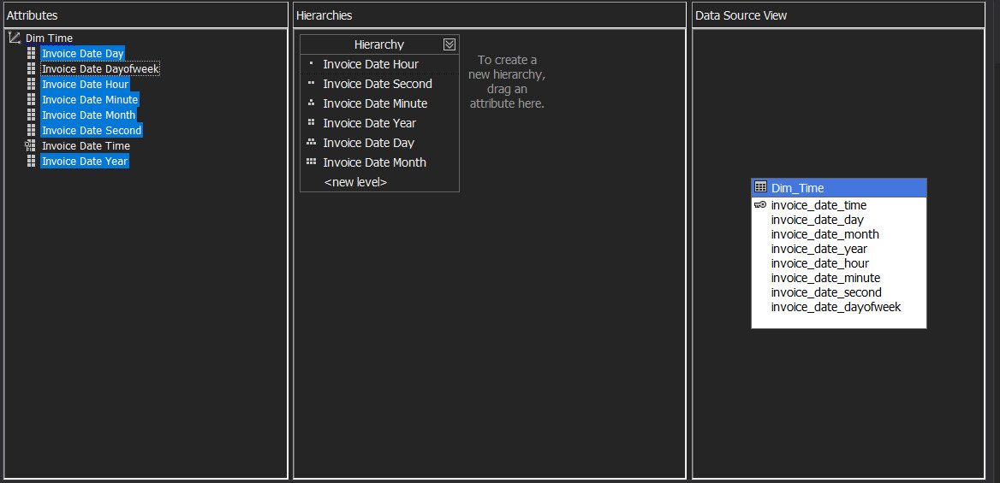 Attributes
Dim Time
Invoice Date Day
Invoice Date Dayofweek
Invoice Date Hour
Invoice Date Minute
Invoice Date Month
Invoice Date Second
Invoice Date Time
Invoice Date Year
Hierarchies
Hierarchy
Invoice Date Hour
Invoice Date Second
Invoice Date Minute
Invoice Date Year
Invoice Date Day
Invoice Date Month
<new level>
To create a
new hierarchy,
drag an
attribute here.
Data Source View
Dim_Time
invoice_date_time
invoice_date_day
invoice_date_month
invoice_date_year
invoice_date_hour
invoice_date_minute
invoice_date_second
invoice_date_dayofweek